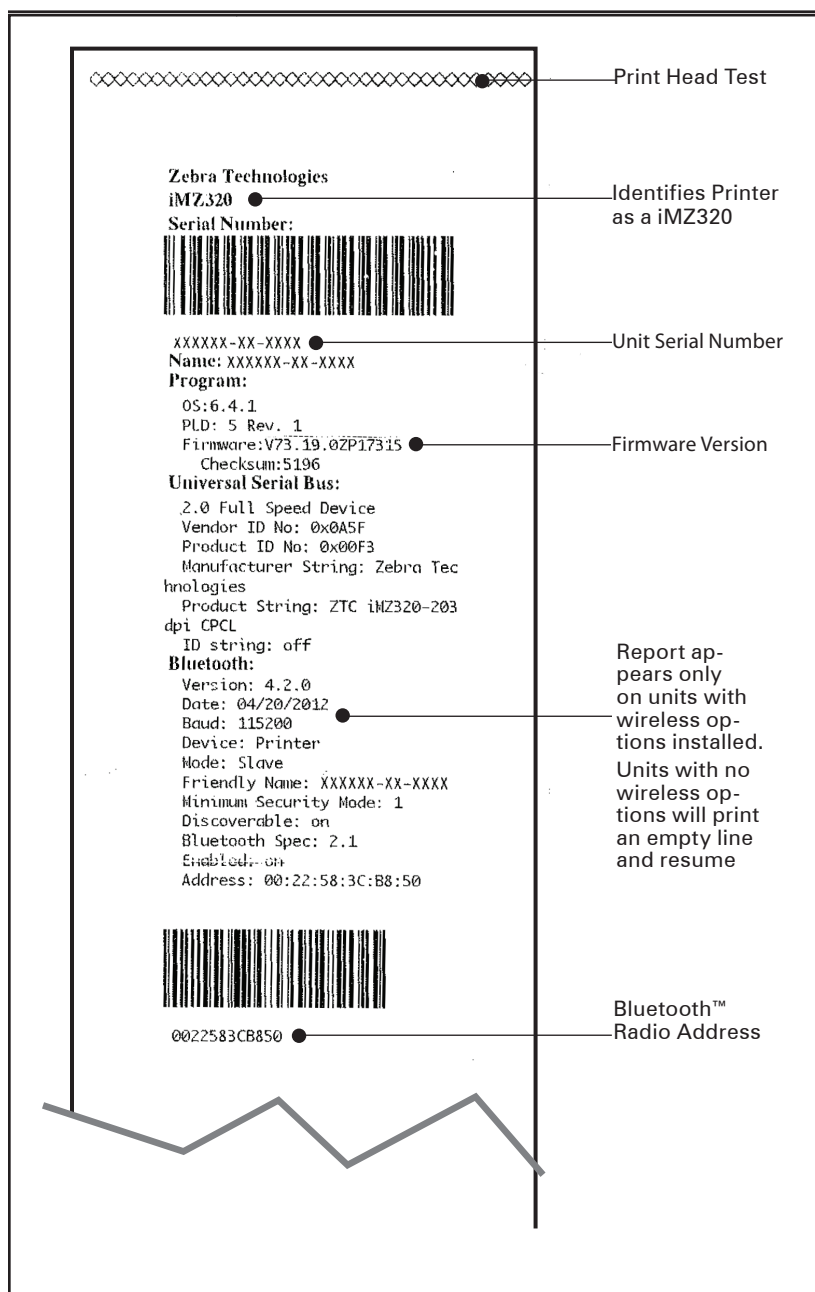 Print Head Test
Zebra Technologies
iMZ320
Identifies Printer
as a iMZ320
Serial Number:
XXXXXX-XX-XXXX
Unit Serial Number
Name: XXXXXX-XX-XXXX
Program:
OS:6.4.1
PLD: 5 Rev. 1
Firmware:V73.19.0ZP17315
Firmware Version
Checksum:5196
Universal Serial Bus:
2.0 Full Speed Device
Vendor ID No: 0x0A5F
Product ID No: 0x00F3
Manufacturer String: Zebra Tec
hnologies
Product String: ZTC iMZ320-203
dpi CPCL
ID string: off
Bluetooth:
Version: 4.2.0
Date: 04/20/2012
Baud: 115200
Device: Printer
Mode: Slave
Friendly Name: XXXXXX-XX-XXXX
Minimum Security Mode: 1
Discoverable: on
Bluetooth Spec: 2.1
Enabled: on
Address: 00:22:58:3C:B8:50
Report ap-
pears only
on units with
wireless op-
tions installed.
Units with no
wireless op-
tions will print
an empty line
and resume
0022583CB850
Bluetooth™
Radio Address